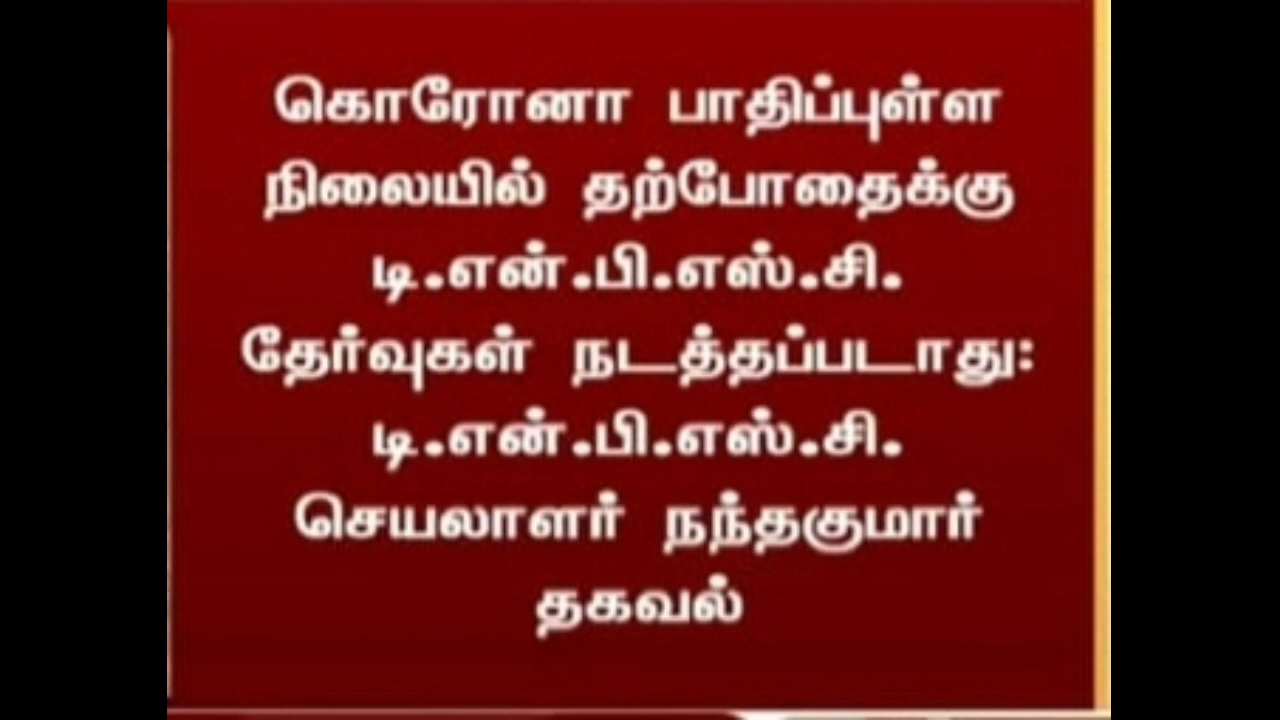 கொரோனா பாதிப்புள்ள
நிலையில் தற்போதைக்கு
டி.என்.பி.எஸ்.சி.
தேர்வுகள் நடத்தப்படாது:
டி.என்.பி.எஸ்.சி.
செயலாளர் நந்தகுமார்
தகவல்